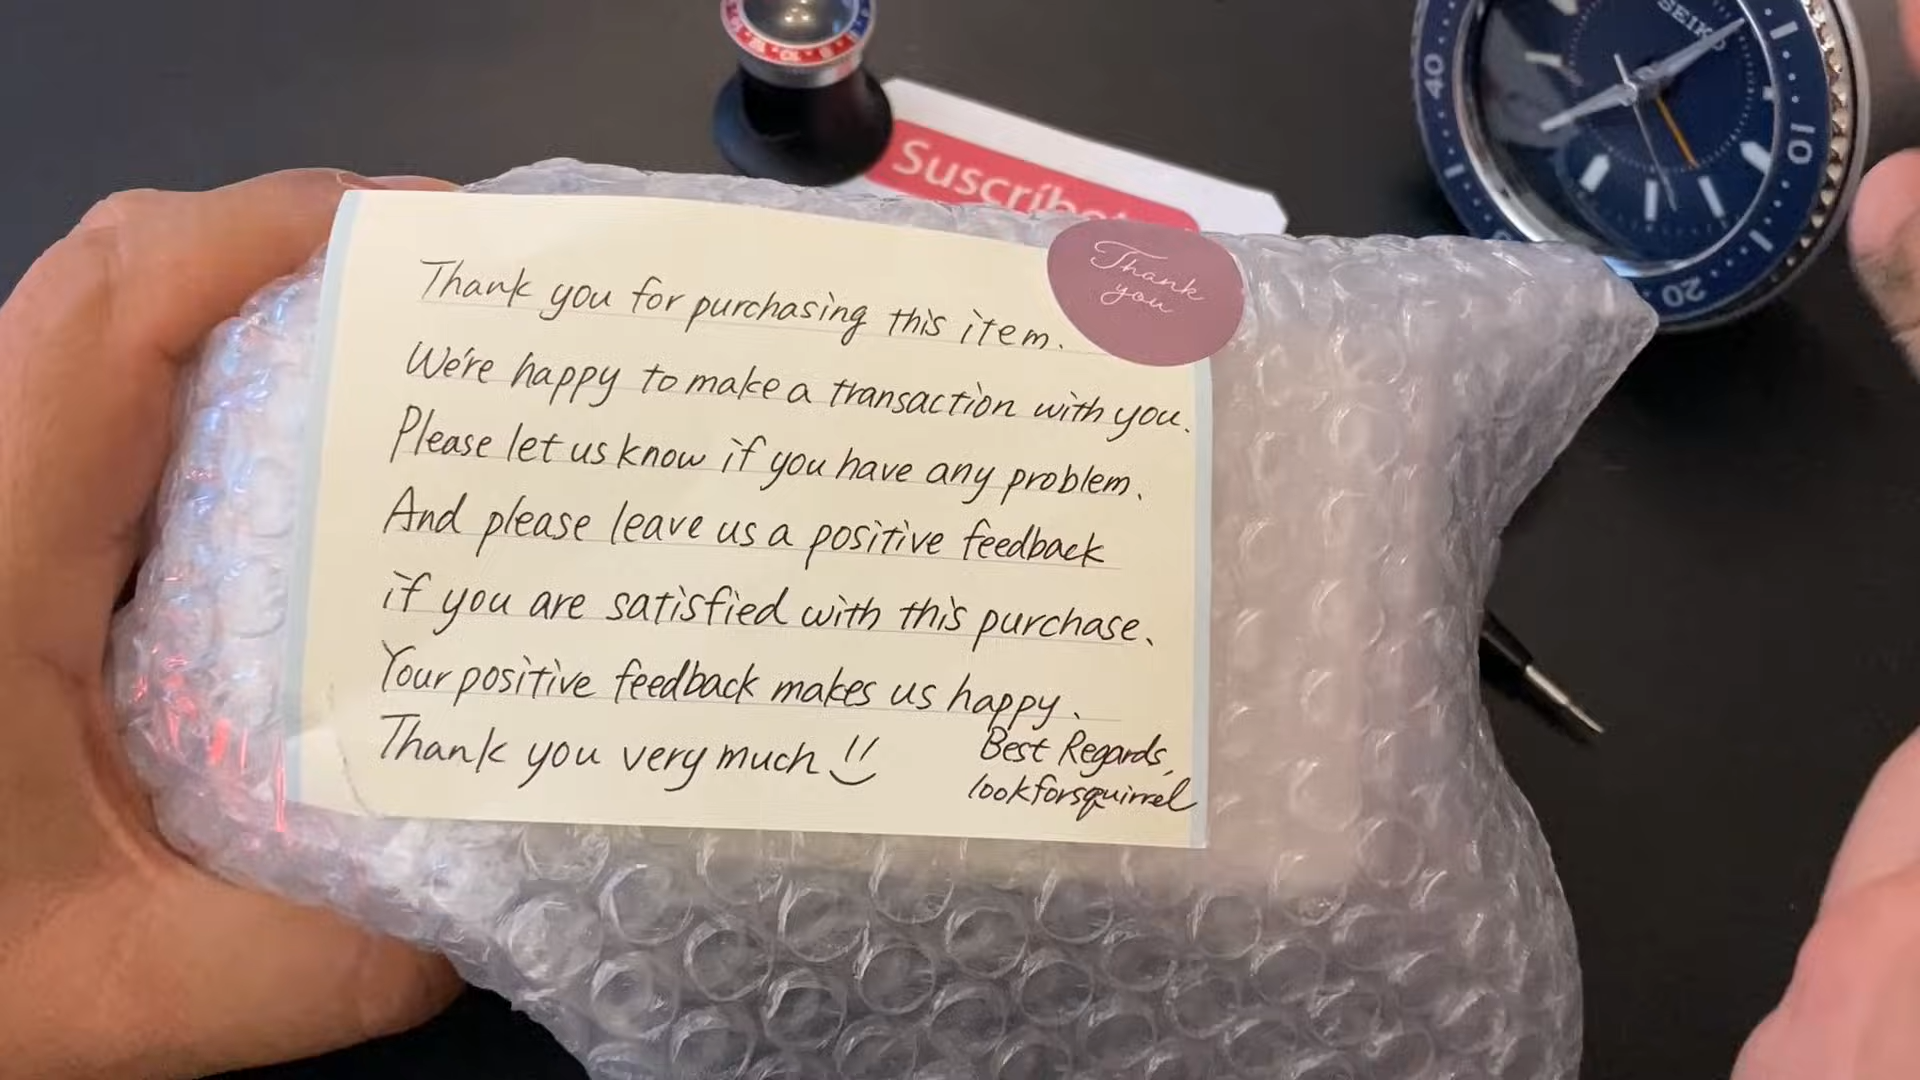 SEIKO
40
10
20
Suscríbet
Thank
you
Thank you for purchasing this item.
We're happy to make a transaction with you.
Please let us know if you have any problem.
And please leave us a positive feedback
if you are satisfied with this purchase.
Your positive feedback makes us happy.
Thank you very much
Best Regards,
lookforsquirrel